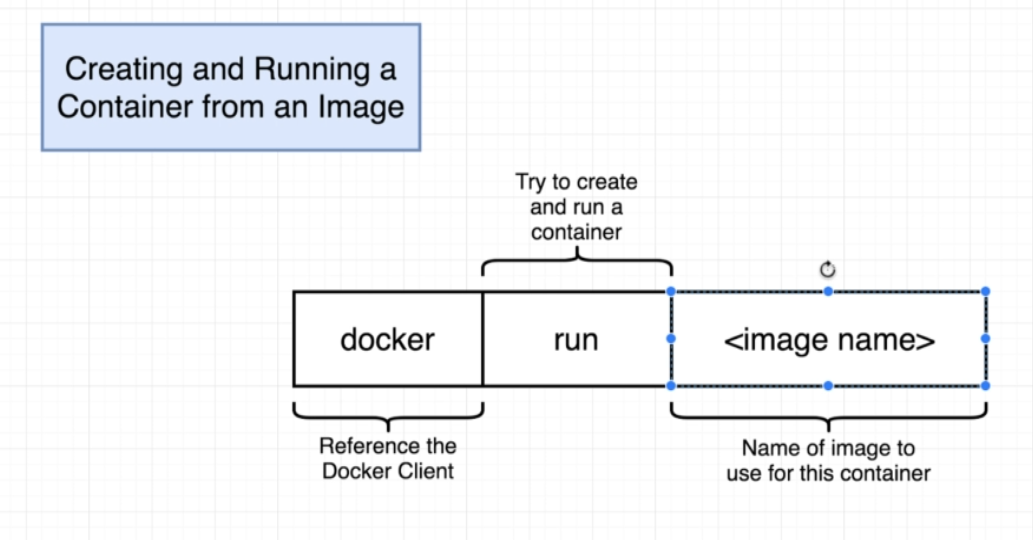 Creating and Running a
Container from an Image
Try to create
and run a
container
docker
run
<image name>
Reference the
Docker Client
Name of image to
use for this container